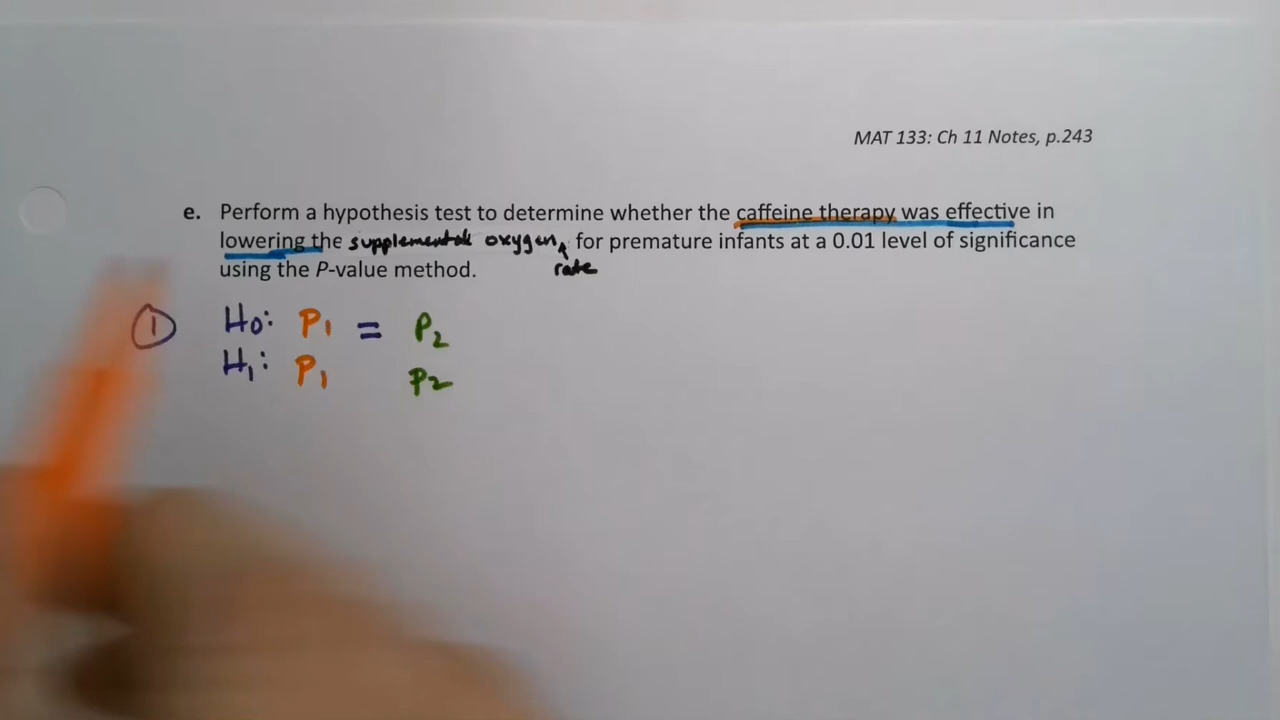 MAT 133: Ch 11 Notes, p.243
e. Perform a hypothesis test to determine whether the caffeine therapy was effective in
lowering the supplemental oxygen rate for premature infants at a 0.01 level of significance
using the P-value method.
① H0: P1 = P2
H1: P1 P2